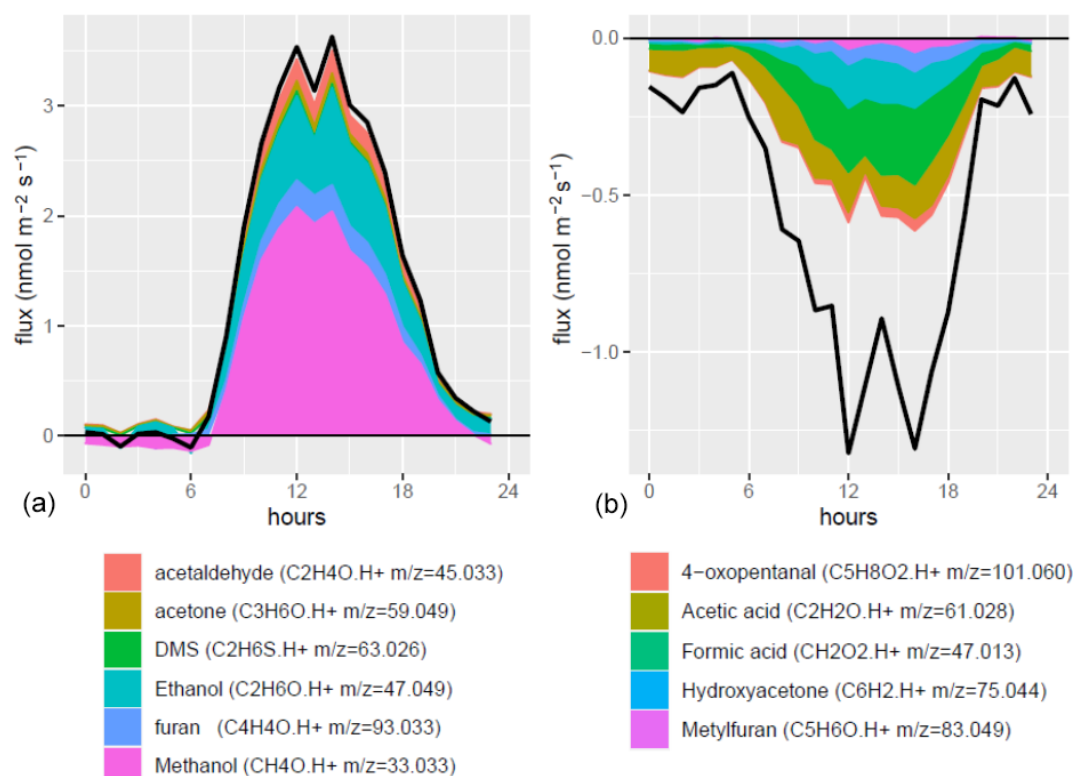 3
2
1
0
flux (nmol m−2 s−1)
0 6 12 18 24
hours
(a)
acetaldehyde (C2H4O.H+ m/z=45.033)
acetone (C3H6O.H+ m/z=59.049)
DMS (C2H6S.H+ m/z=63.026)
Ethanol (C2H6O.H+ m/z=47.049)
furan (C4H4O.H+ m/z=93.033)
Methanol (CH4O.H+ m/z=33.033)
0.0
−0.5
−1.0
flux (nmol m−2 s−1)
0 6 12 18 24
hours
(b)
4−oxopentanal (C5H8O2.H+ m/z=101.060)
Acetic acid (C2H2O.H+ m/z=61.028)
Formic acid (CH2O2.H+ m/z=47.013)
Hydroxyacetone (C6H2.H+ m/z=75.044)
Metylfuran (C5H6O.H+ m/z=83.049)